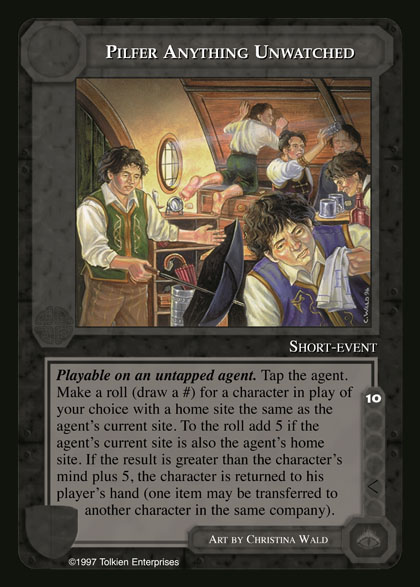 Pilfer Anything Unwatched
C. WALD 96
Short-event
Playable on an untapped agent. Tap the agent.
Make a roll (draw a #) for a character in play of
your choice with a home site the same as the
agent's current site. To the roll add 5 if the
agent's current site is also the agent's home
site. If the result is greater than the character's
mind plus 5, the character is returned to his
player's hand (one item may be transferred to
another character in the same company).
10
Art by Christina Wald
©1997 Tolkien Enterprises